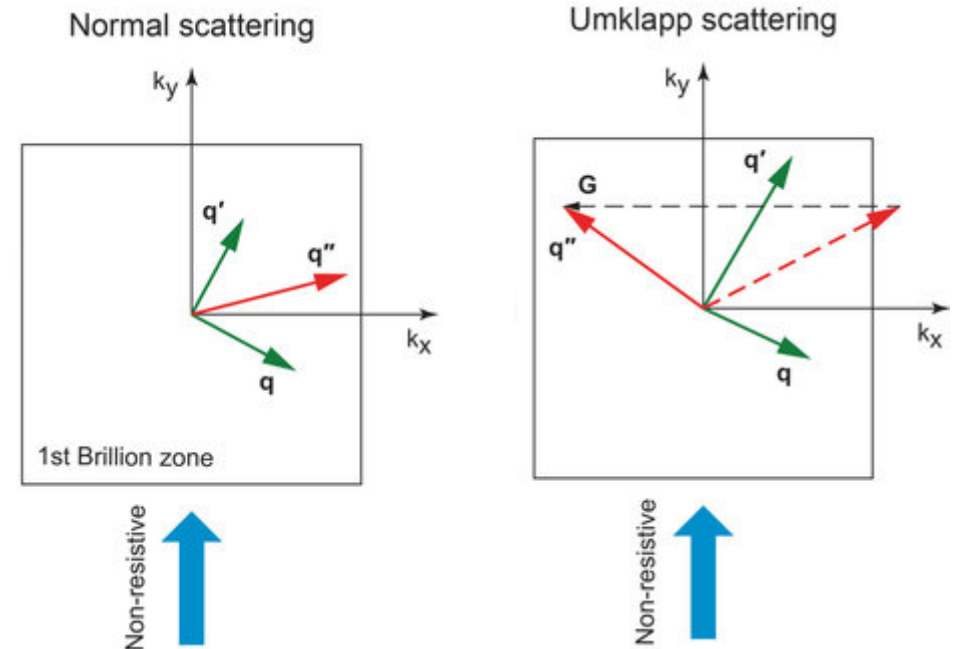 Normal scattering
Umklapp scattering
ky
q′
q″
kx
q
1st Brillion zone
Non-resistive
ky
q′
G
q″
kx
q
Non-resistive